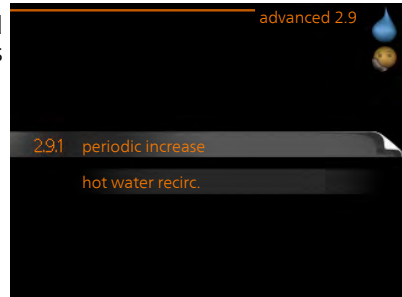 advanced 2.9
2.9.1 periodic increase
hot water recirc.